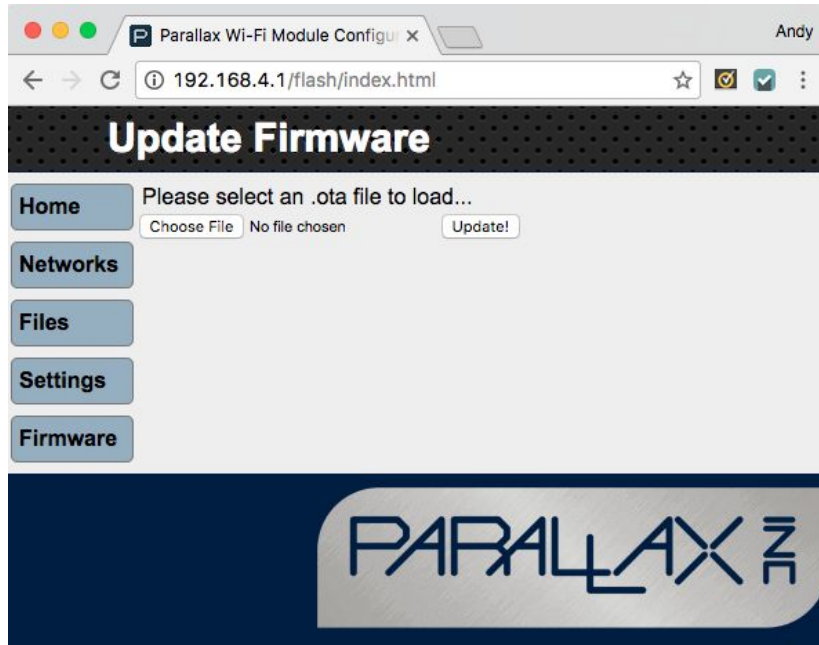 Parallax Wi-Fi Module Configur
Andy
192.168.4.1/flash/index.html
Update Firmware
Home
Networks
Files
Settings
Firmware
Please select an .ota file to load...
Choose File No file chosen Update!
PARALLAX INC